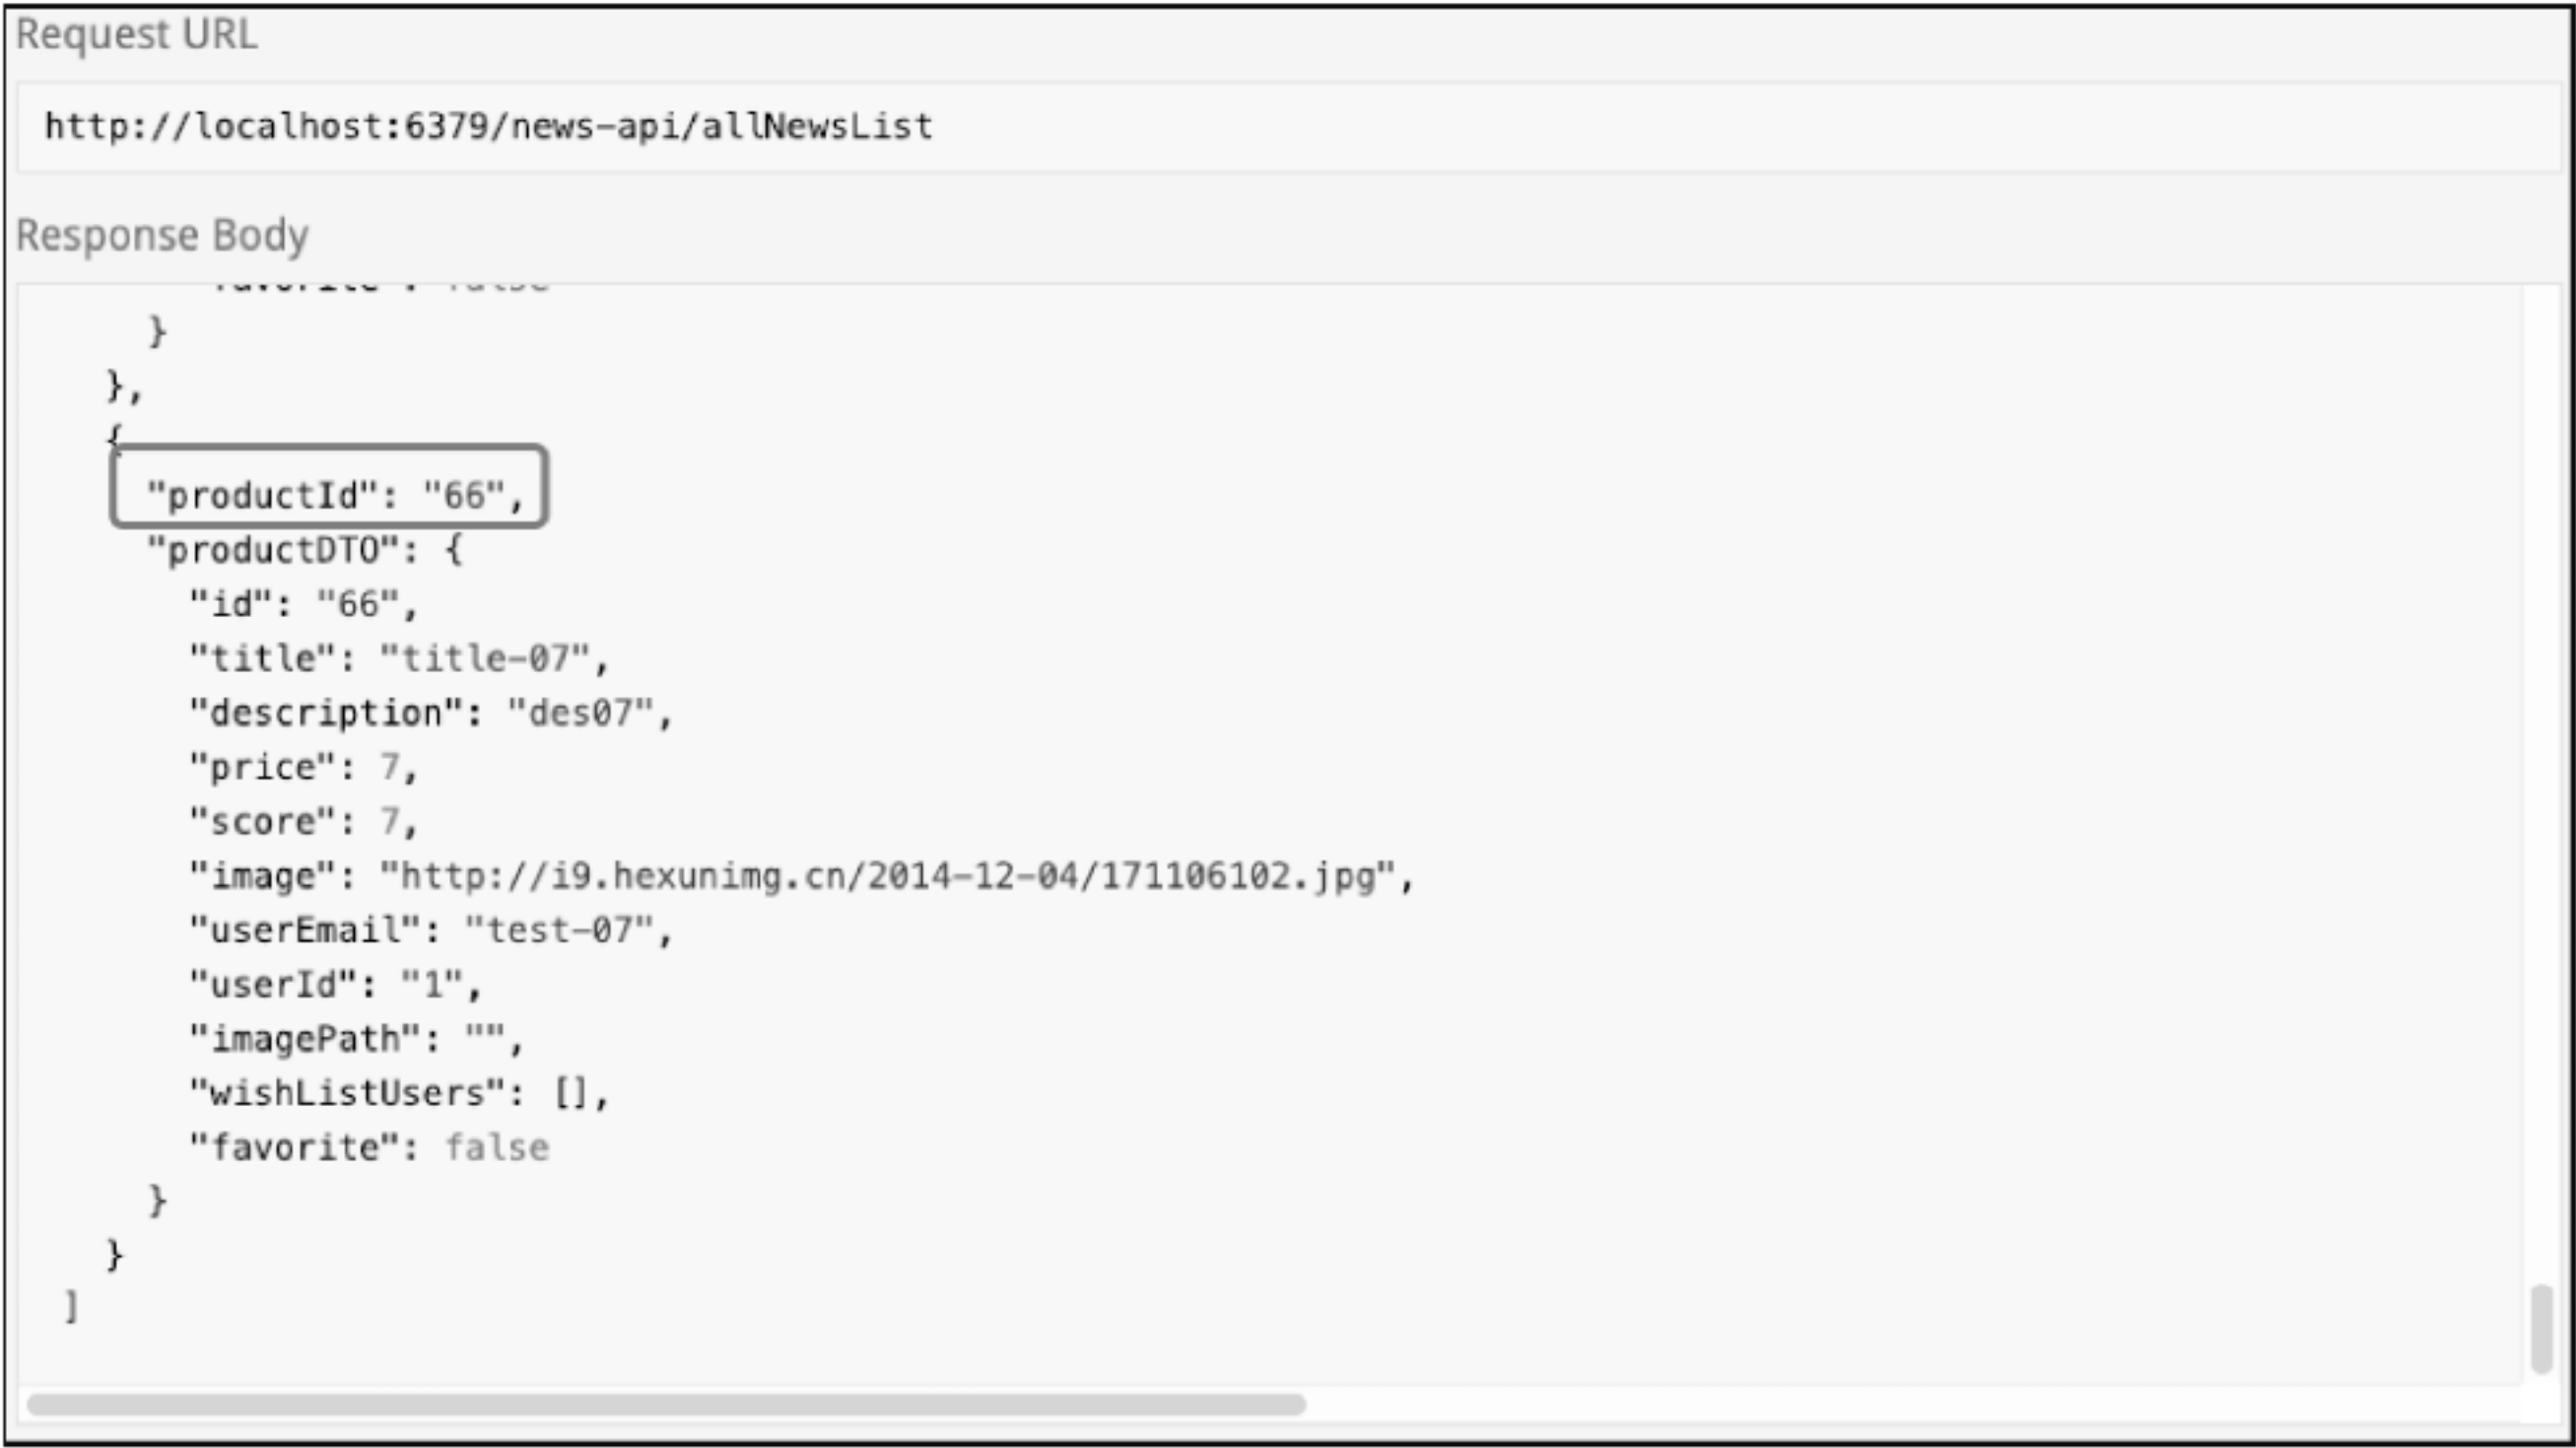 Request URL
http://localhost:6379/news-api/allNewsList
Response Body
"favorite": false
}
},
{
"productId": "66",
"productDTO": {
"id": "66",
"title": "title-07",
"description": "des07",
"price": 7,
"score": 7,
"image": "http://i9.hexunimg.cn/2014-12-04/171106102.jpg",
"userEmail": "test-07",
"userId": "1",
"imagePath": "",
"wishListUsers": [],
"favorite": false
}
}
]